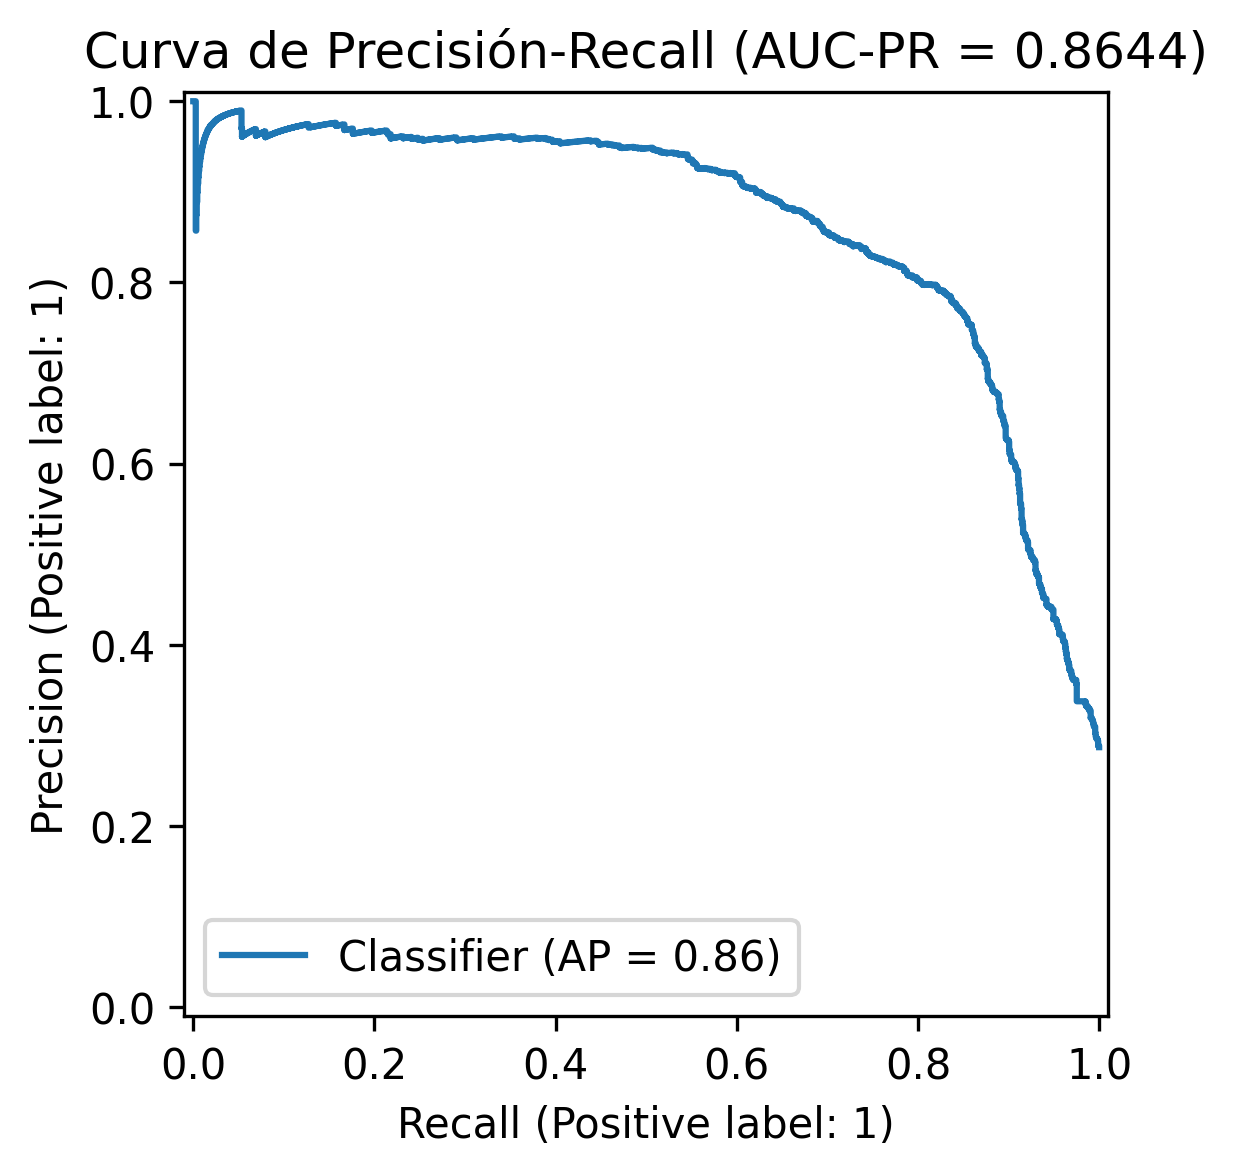 Curva de Precisión-Recall (AUC-PR = 0.8644)
1.0
0.8
0.6
0.4
0.2
0.0
Precision (Positive label: 1)
Classifier (AP = 0.86)
0.0 0.2 0.4 0.6 0.8 1.0
Recall (Positive label: 1)